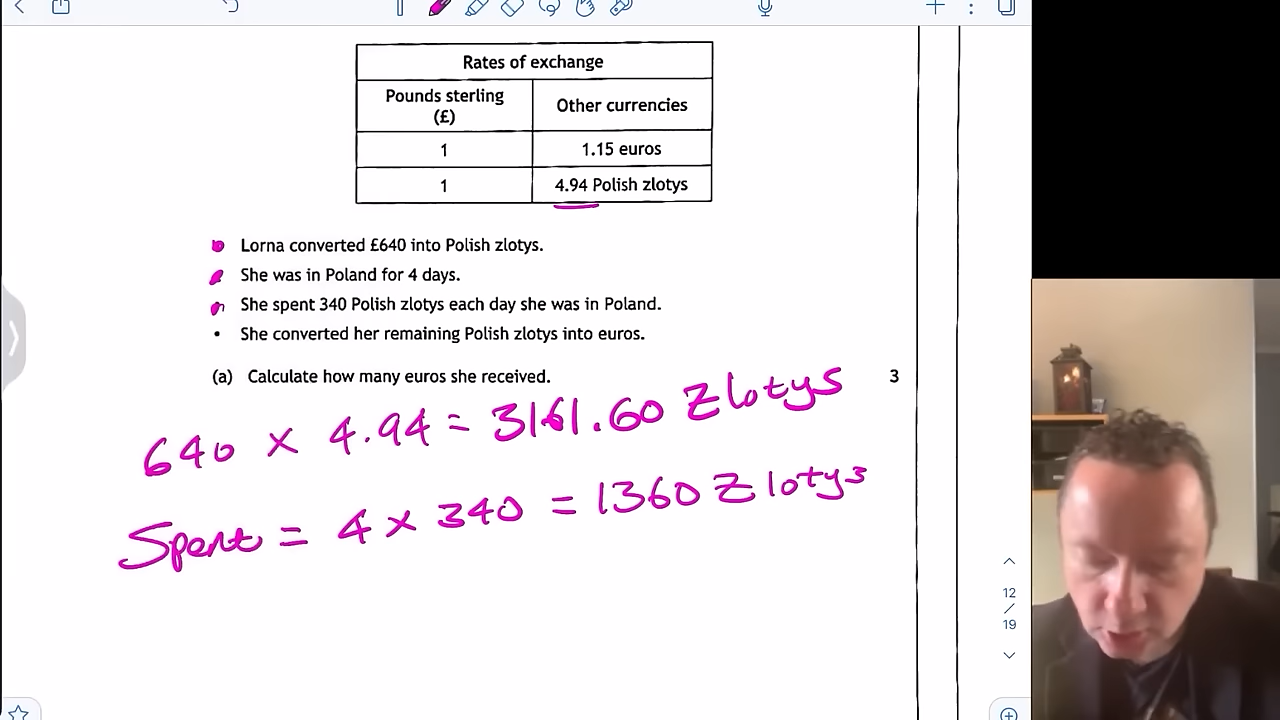 Rates of exchange
Pounds sterling (£) Other currencies
1 1.15 euros
1 4.94 Polish zlotys
• Lorna converted £640 into Polish zlotys.
• She was in Poland for 4 days.
• She spent 340 Polish zlotys each day she was in Poland.
• She converted her remaining Polish zlotys into euros.
(a) Calculate how many euros she received. 3
640 × 4.94 = 3161.60 Zlotys
Spent = 4 × 340 = 1360 Zlotys
12
/
19